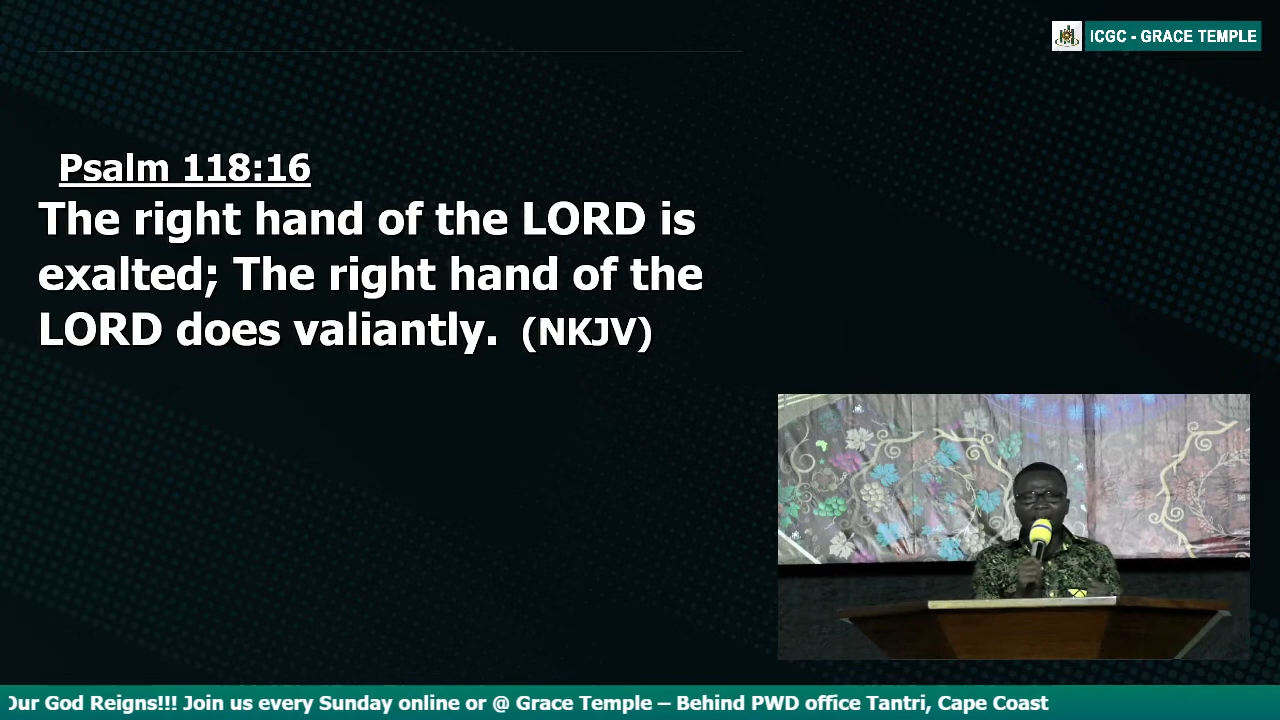 ICGC - GRACE TEMPLE
Psalm 118:16
The right hand of the LORD is
exalted; The right hand of the
LORD does valiantly. (NKJV)
Our God Reigns!!! Join us every Sunday online or @ Grace Temple – Behind PWD office Tantri, Cape Coast